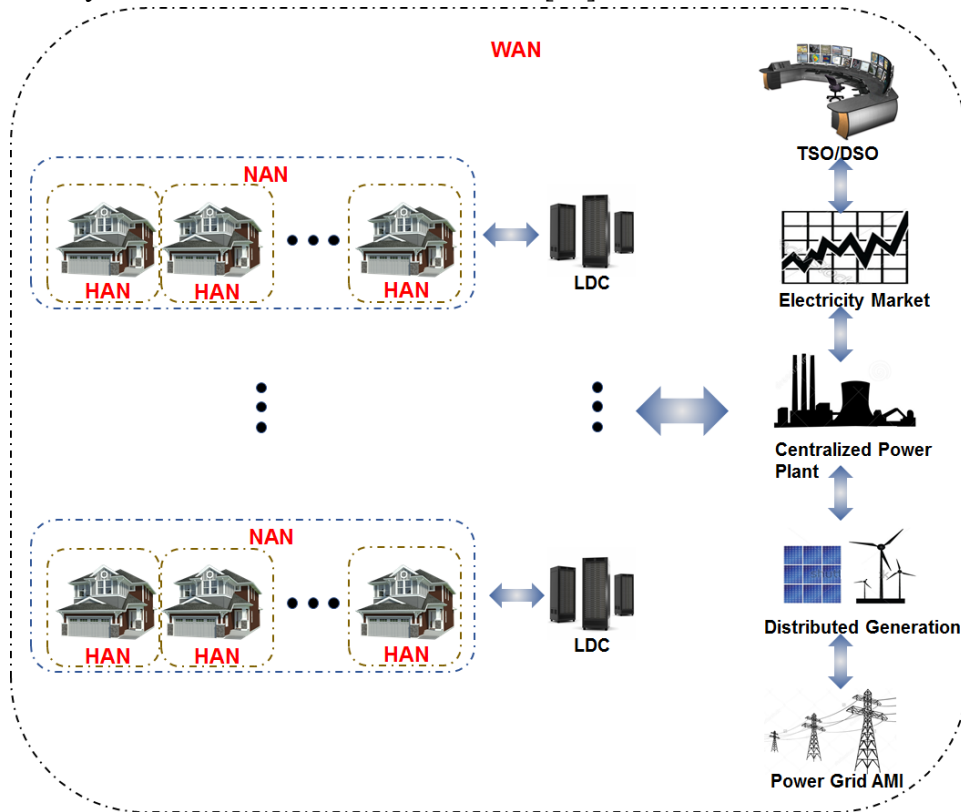 WAN
TSO/DSO
NAN
HAN
HAN
HAN
LDC
Electricity Market
Centralized Power
Plant
NAN
HAN
HAN
HAN
LDC
Distributed Generation
Power Grid AMI